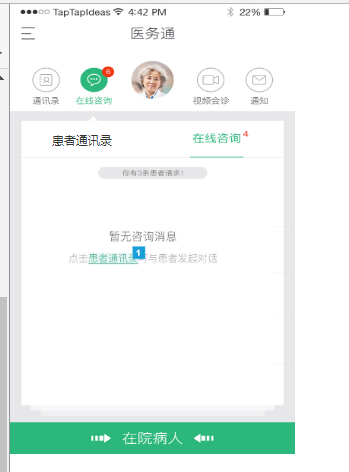 TapTapIdeas 4:42 PM 22%
医务通
6
通讯录 在线咨询 视频会诊 通知
患者通讯录 在线咨询 4
你有3条患者请求!
暂无咨询消息
1
点击患者通讯录可与患者发起对话
在院病人